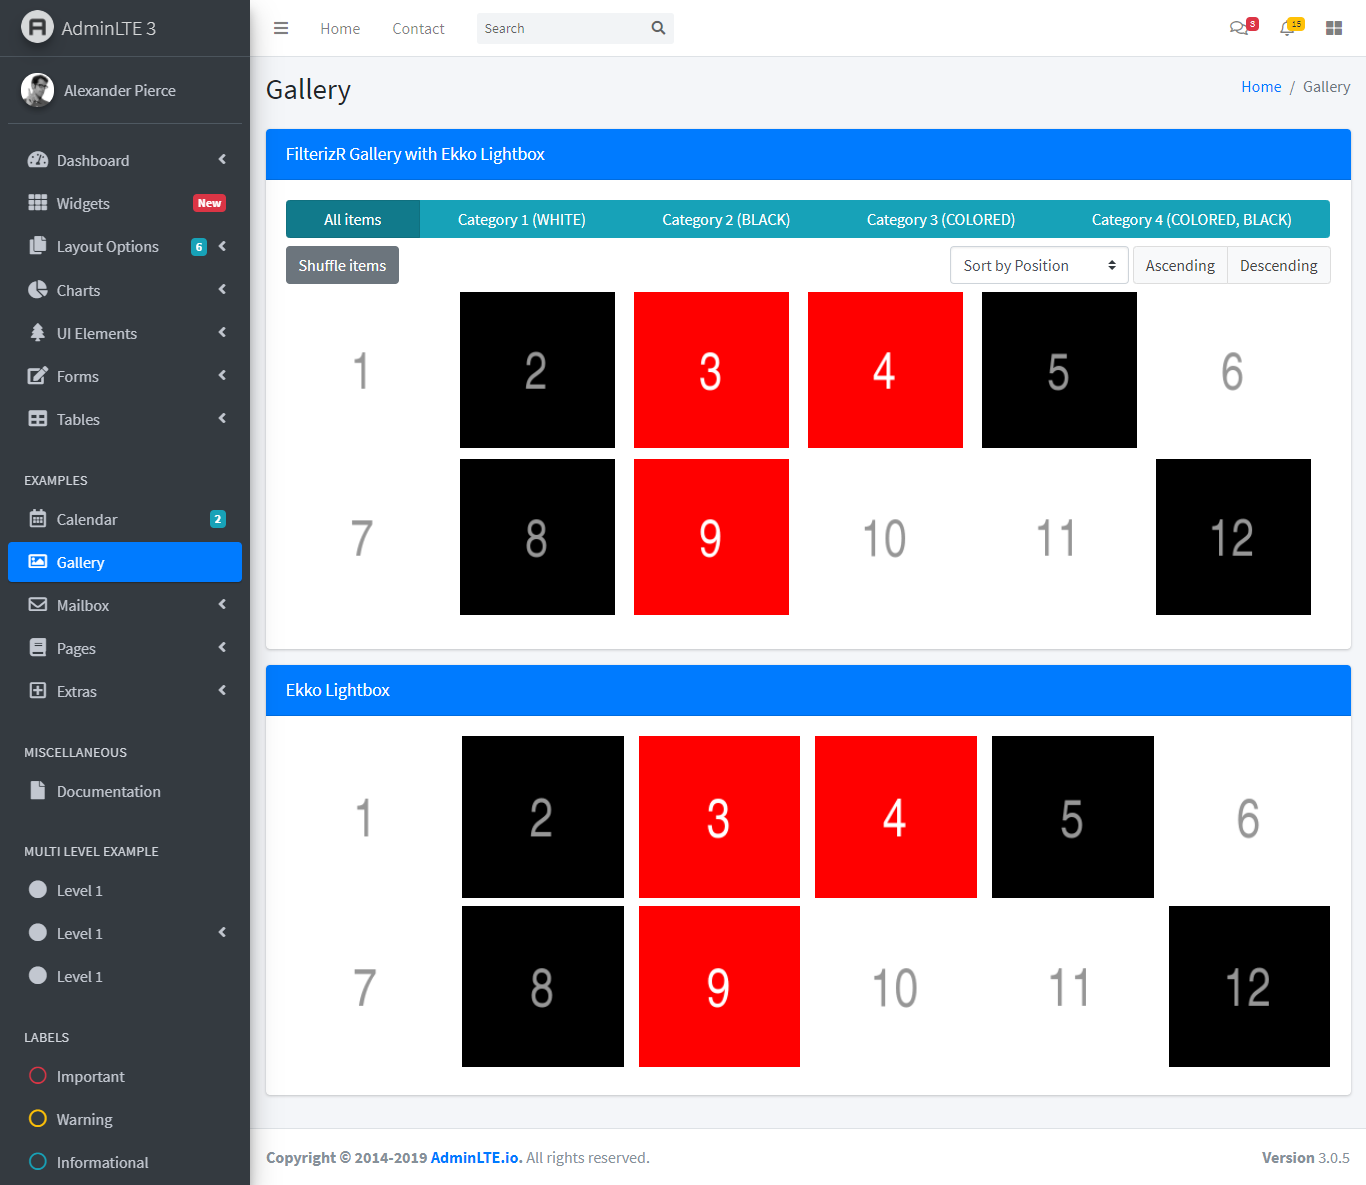 AdminLTE 3
Alexander Pierce
Dashboard
Widgets New
Layout Options 6
Charts
UI Elements
Forms
Tables
EXAMPLES
Calendar 2
Gallery
Mailbox
Pages
Extras
MISCELLANEOUS
Documentation
MULTI LEVEL EXAMPLE
Level 1
Level 1
Level 1
LABELS
Important
Warning
Informational
Home Contact Search 3 15
Gallery Home / Gallery
FilterizR Gallery with Ekko Lightbox
All items Category 1 (WHITE) Category 2 (BLACK) Category 3 (COLORED) Category 4 (COLORED, BLACK)
Shuffle items Sort by Position Ascending Descending
1 2 3 4 5 6
7 8 9 10 11 12
Ekko Lightbox
1 2 3 4 5 6
7 8 9 10 11 12
Copyright © 2014-2019 AdminLTE.io. All rights reserved. Version 3.0.5